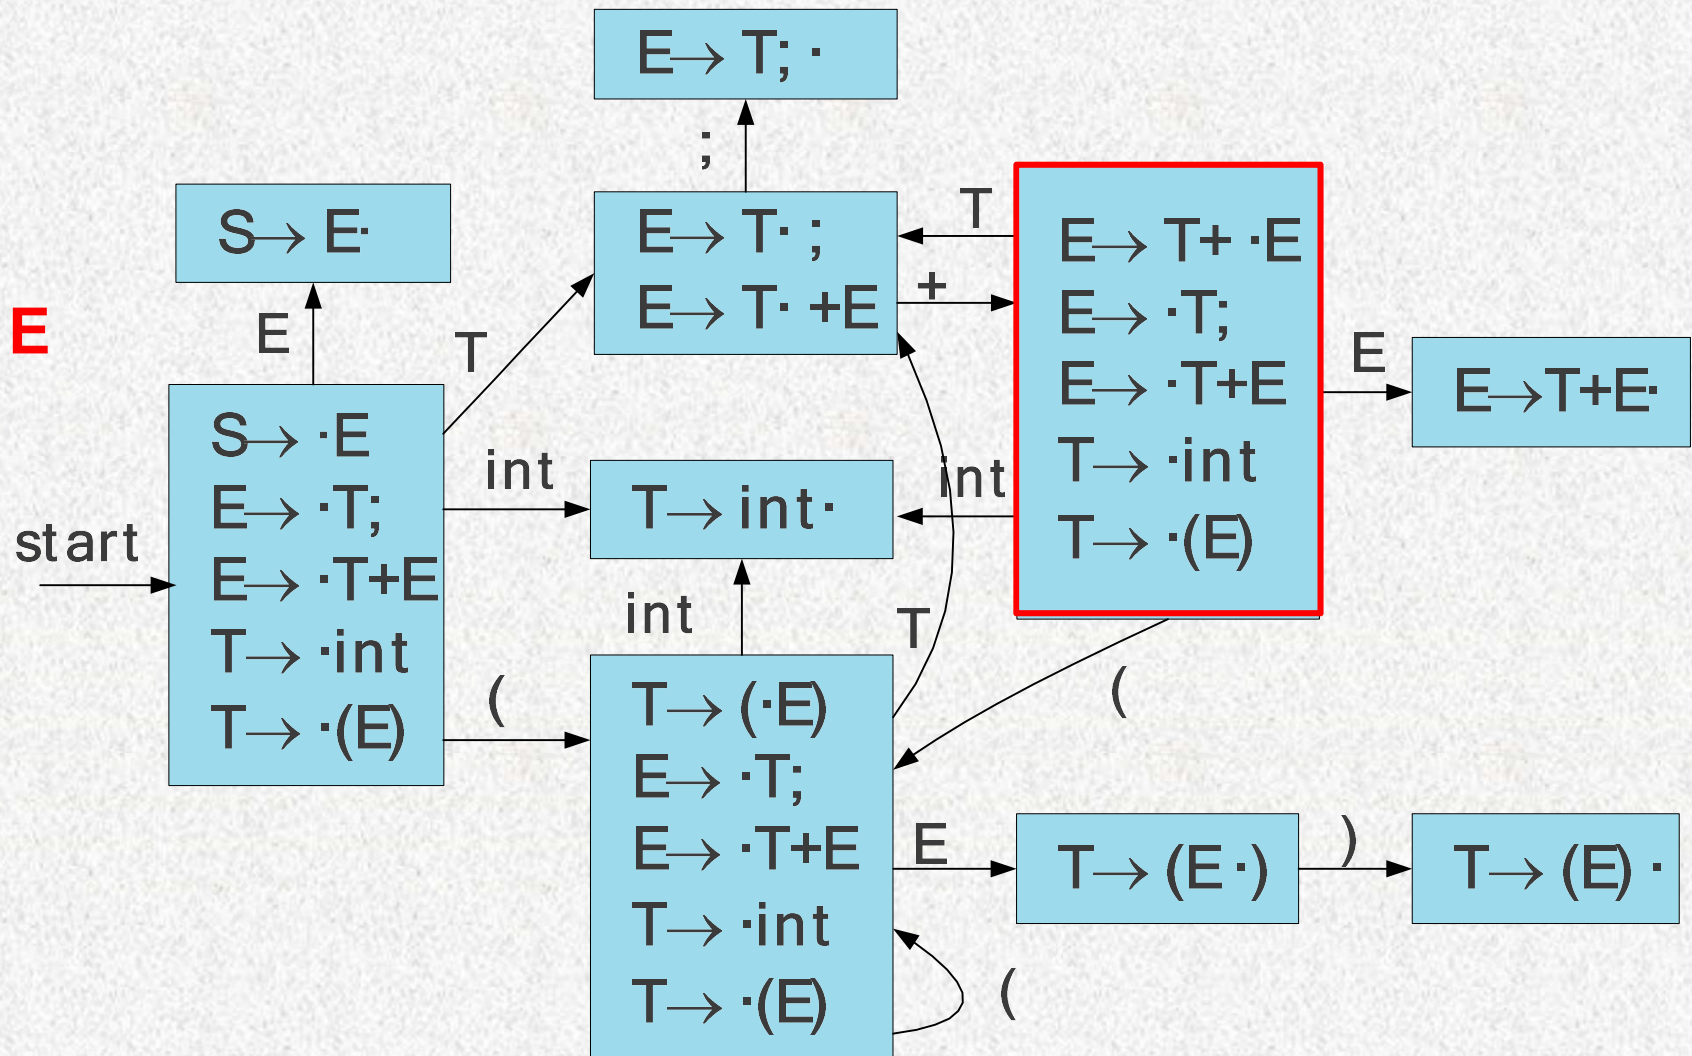 E→ T; ·
;
S→ E·
E→ T· ;
E→ T· +E
T
+
E→ T+ ·E
E→ ·T;
E→ ·T+E
T→ ·int
T→ ·(E)
E
E
T
E
E→T+E·
start
S→ ·E
E→ ·T;
E→ ·T+E
T→ ·int
T→ ·(E)
int
T→ int·
int
int
T
(
(
T→ (·E)
E→ ·T;
E→ ·T+E
T→ ·int
T→ ·(E)
E
T→ (E ·)
)
T→ (E) ·
(